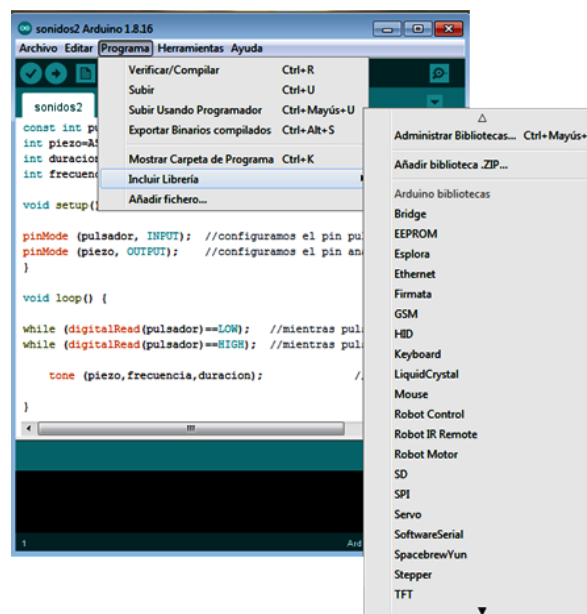 sonidos2 Arduino 1.8.16
Archivo Editar Programa Herramientas Ayuda
Verificar/Compilar Ctrl+R
Subir Ctrl+U
Subir Usando Programador Ctrl+Mayús+U
Exportar Binarios compilados Ctrl+Alt+S
Mostrar Carpeta de Programa Ctrl+K
Incluir Librería
Añadir fichero...
sonidos2
const int pu
int piezo=A5
int duracion
int frecuenc
void setup()
pinMode (pulsador, INPUT); //configuramos el pin pul
pinMode (piezo, OUTPUT); //configuramos el pin ana
}
void loop() {
while (digitalRead(pulsador)==LOW); //mientras puls
while (digitalRead(pulsador)==HIGH); //mientras puls
tone (piezo,frecuencia,duracion); //
}
1 Ard
Administrar Bibliotecas... Ctrl+Mayús+
Añadir biblioteca .ZIP...
Arduino bibliotecas
Bridge
EEPROM
Esplora
Ethernet
Firmata
GSM
HID
Keyboard
LiquidCrystal
Mouse
Robot Control
Robot IR Remote
Robot Motor
SD
SPI
Servo
SoftwareSerial
SpacebrewYun
Stepper
TFT